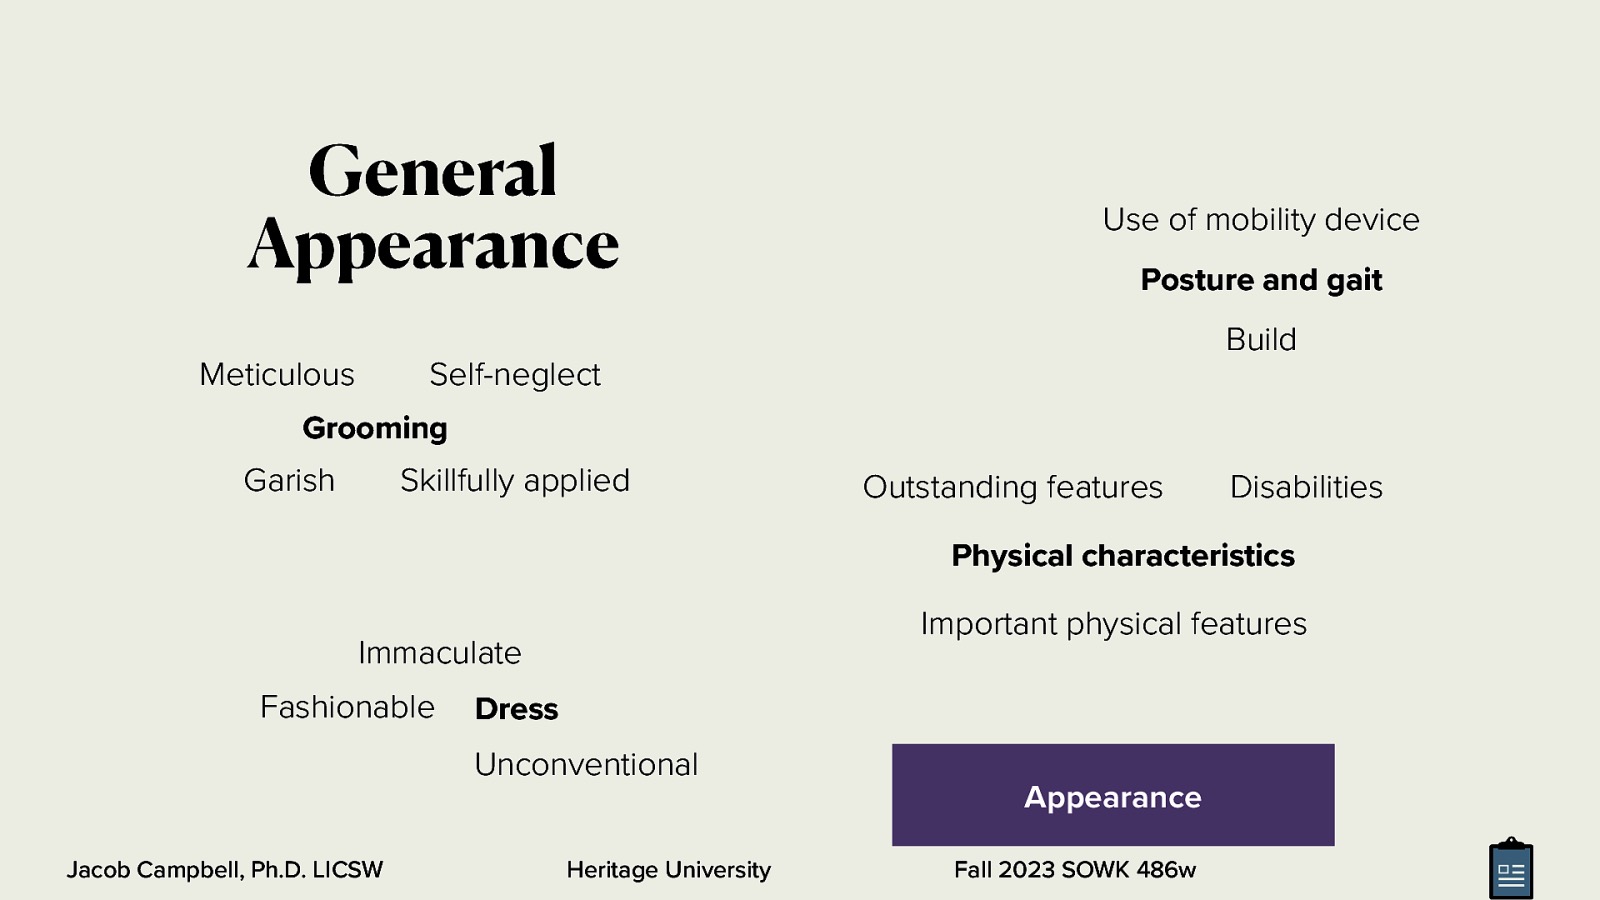 General
Appearance
Meticulous Self-neglect
Grooming
Garish Skillfully applied
Immaculate
Fashionable Dress
Unconventional
Use of mobility device
Posture and gait
Build
Outstanding features Disabilities
Physical characteristics
Important physical features
Appearance
Jacob Campbell, Ph.D. LICSW Heritage University Fall 2023 SOWK 486w